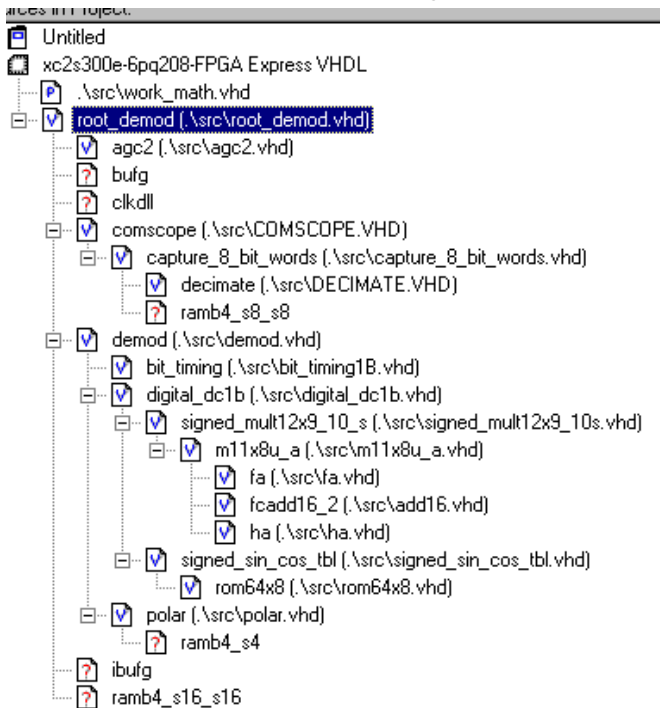 urces in Project:
Untitled
xc2s300e-6pq208-FPGA Express VHDL
.\src\work_math.vhd
root_demod (.\src\root_demod.vhd)
agc2 (.\src\agc2.vhd)
bufg
clkdll
comscope (.\src\COMSCOPE.VHD)
capture_8_bit_words (.\src\capture_8_bit_words.vhd)
decimate (.\src\DECIMATE.VHD)
ramb4_s8_s8
demod (.\src\demod.vhd)
bit_timing (.\src\bit_timing1B.vhd)
digital_dc1b (.\src\digital_dc1b.vhd)
signed_mult12x9_10_s (.\src\signed_mult12x9_10s.vhd)
m11x8u_a (.\src\m11x8u_a.vhd)
fa (.\src\fa.vhd)
fcadd16_2 (.\src\add16.vhd)
ha (.\src\ha.vhd)
signed_sin_cos_tbl (.\src\signed_sin_cos_tbl.vhd)
rom64x8 (.\src\rom64x8.vhd)
polar (.\src\polar.vhd)
ramb4_s4
ibufg
ramb4_s16_s16